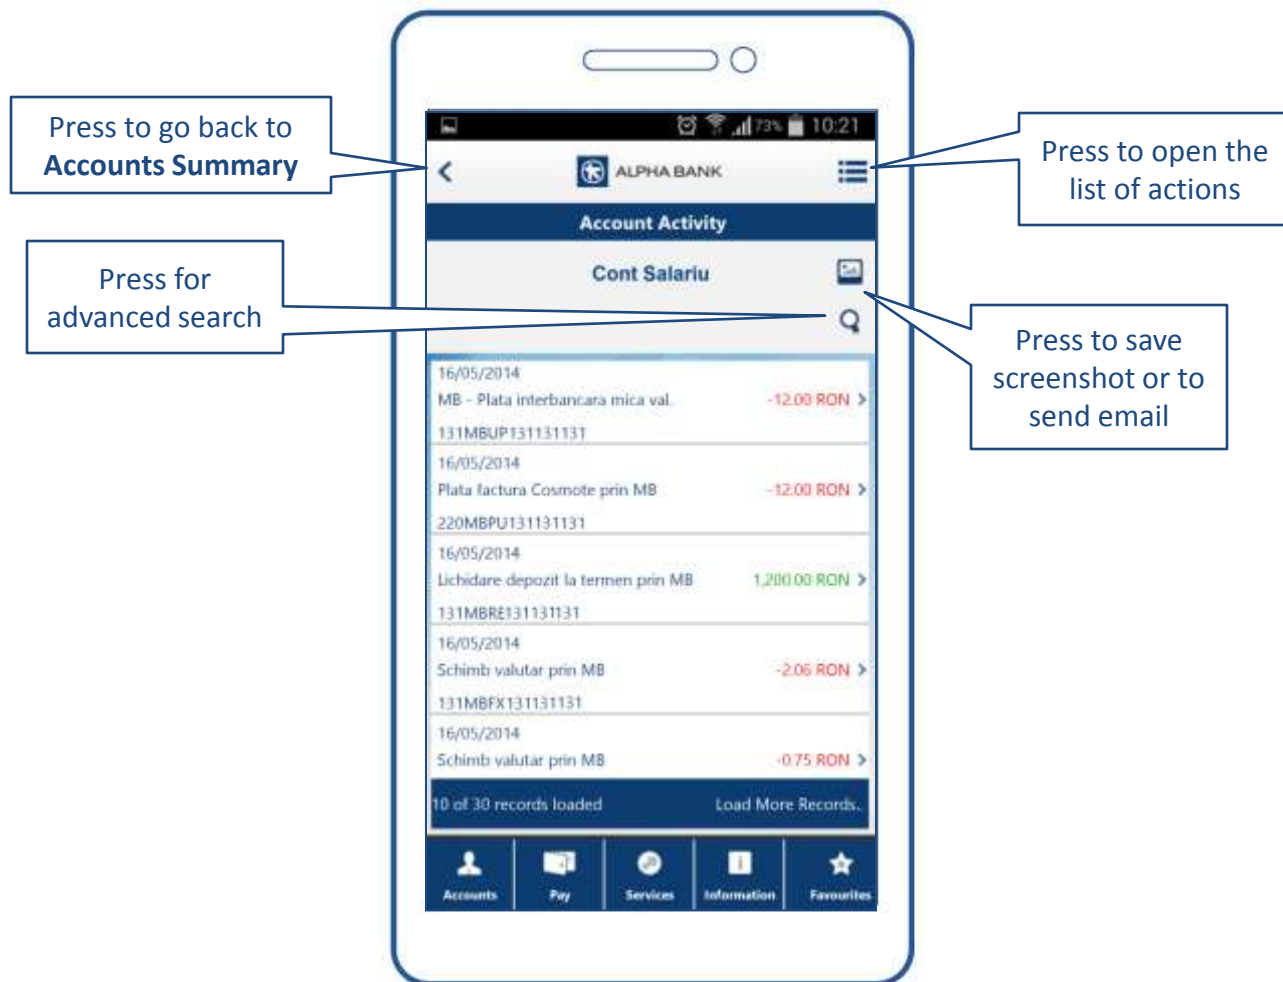 Press to go back to
Accounts Summary
Press for
advanced search
73% 10:21
ALPHA BANK
Account Activity
Cont Salariu
16/05/2014
MB - Plata interbancara mica val. -12.00 RON
131MBUP131131131
16/05/2014
Plata factura Cosmote prin MB -12.00 RON
220MBPU131131131
16/05/2014
Lichidare depozit la termen prin MB 1,200.00 RON
131MBRE131131131
16/05/2014
Schimb valutar prin MB -2.06 RON
131MBFX131131131
16/05/2014
Schimb valutar prin MB -0.75 RON
10 of 30 records loaded Load More Records..
Accounts Pay Services Information Favourites
Press to open the
list of actions
Press to save
screenshot or to
send email